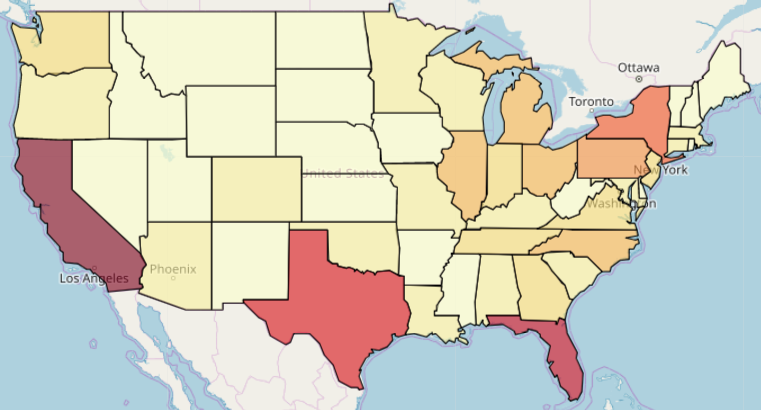 Ottawa
Toronto
New York
United States
Washington
Los Angeles
Phoenix